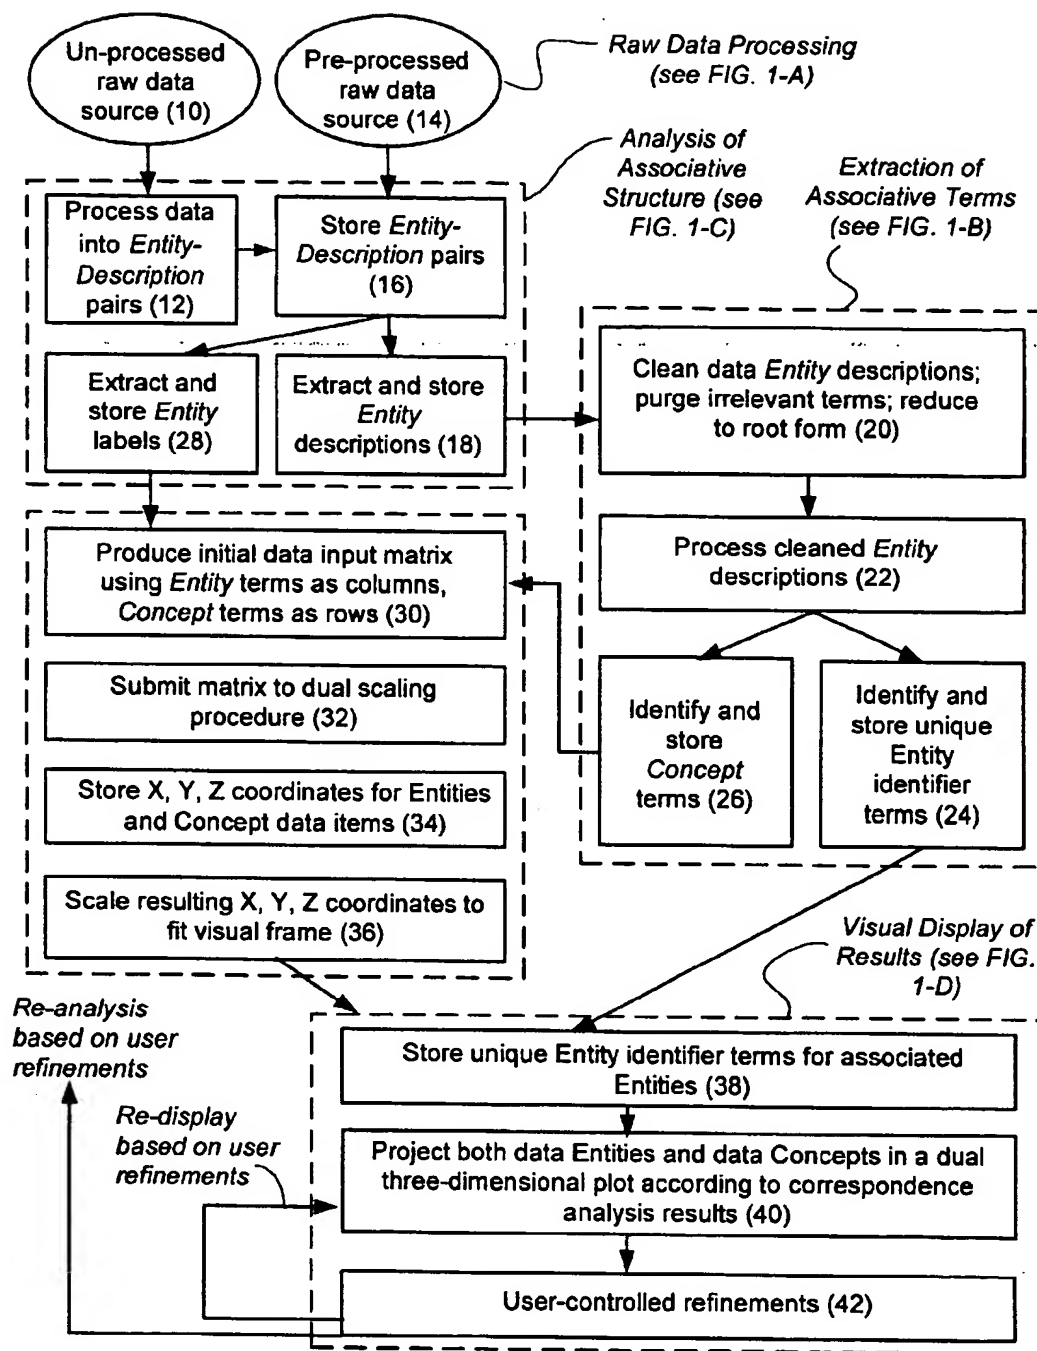 Un-processed
raw data
source (10)
Pre-processed
raw data
source (14)
Raw Data Processing
(see FIG. 1-A)
Analysis of
Associative
Structure (see
FIG. 1-C)
Extraction of
Associative Terms
(see FIG. 1-B)
Process data
into Entity-
Description
pairs (12)
Store Entity-
Description pairs
(16)
Extract and
store Entity
labels (28)
Extract and store
Entity
descriptions (18)
Clean data Entity descriptions;
purge irrelevant terms; reduce
to root form (20)
Process cleaned Entity
descriptions (22)
Identify and
store
Concept
terms (26)
Identify and
store unique
Entity
identifier
terms (24)
Produce initial data input matrix
using Entity terms as columns,
Concept terms as rows (30)
Submit matrix to dual scaling
procedure (32)
Store X, Y, Z coordinates for Entities
and Concept data items (34)
Scale resulting X, Y, Z coordinates to
fit visual frame (36)
Visual Display of
Results (see FIG.
1-D)
Re-analysis
based on user
refinements
Re-display
based on user
refinements
Store unique Entity identifier terms for associated
Entities (38)
Project both data Entities and data Concepts in a dual
three-dimensional plot according to correspondence
analysis results (40)
User-controlled refinements (42)